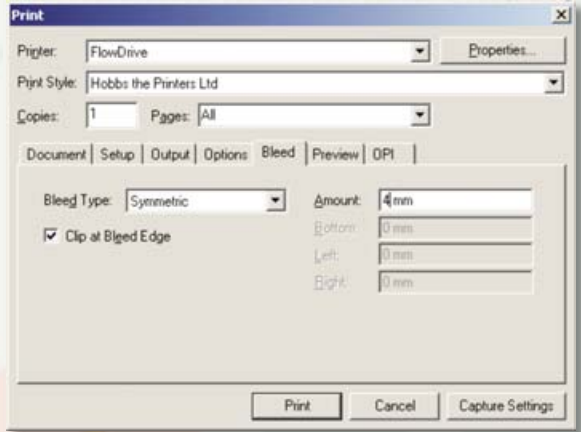 Print
Printer: FlowDrive Properties...
Print Style: Hobbs the Printers Ltd
Copies: 1 Pages: All
Document Setup Output Options Bleed Preview OPI
Bleed Type: Symmetric Amount: 4 mm
Clip at Bleed Edge Bottom: 0 mm
Left: 0 mm
Right: 0 mm
Print Cancel Capture Settings